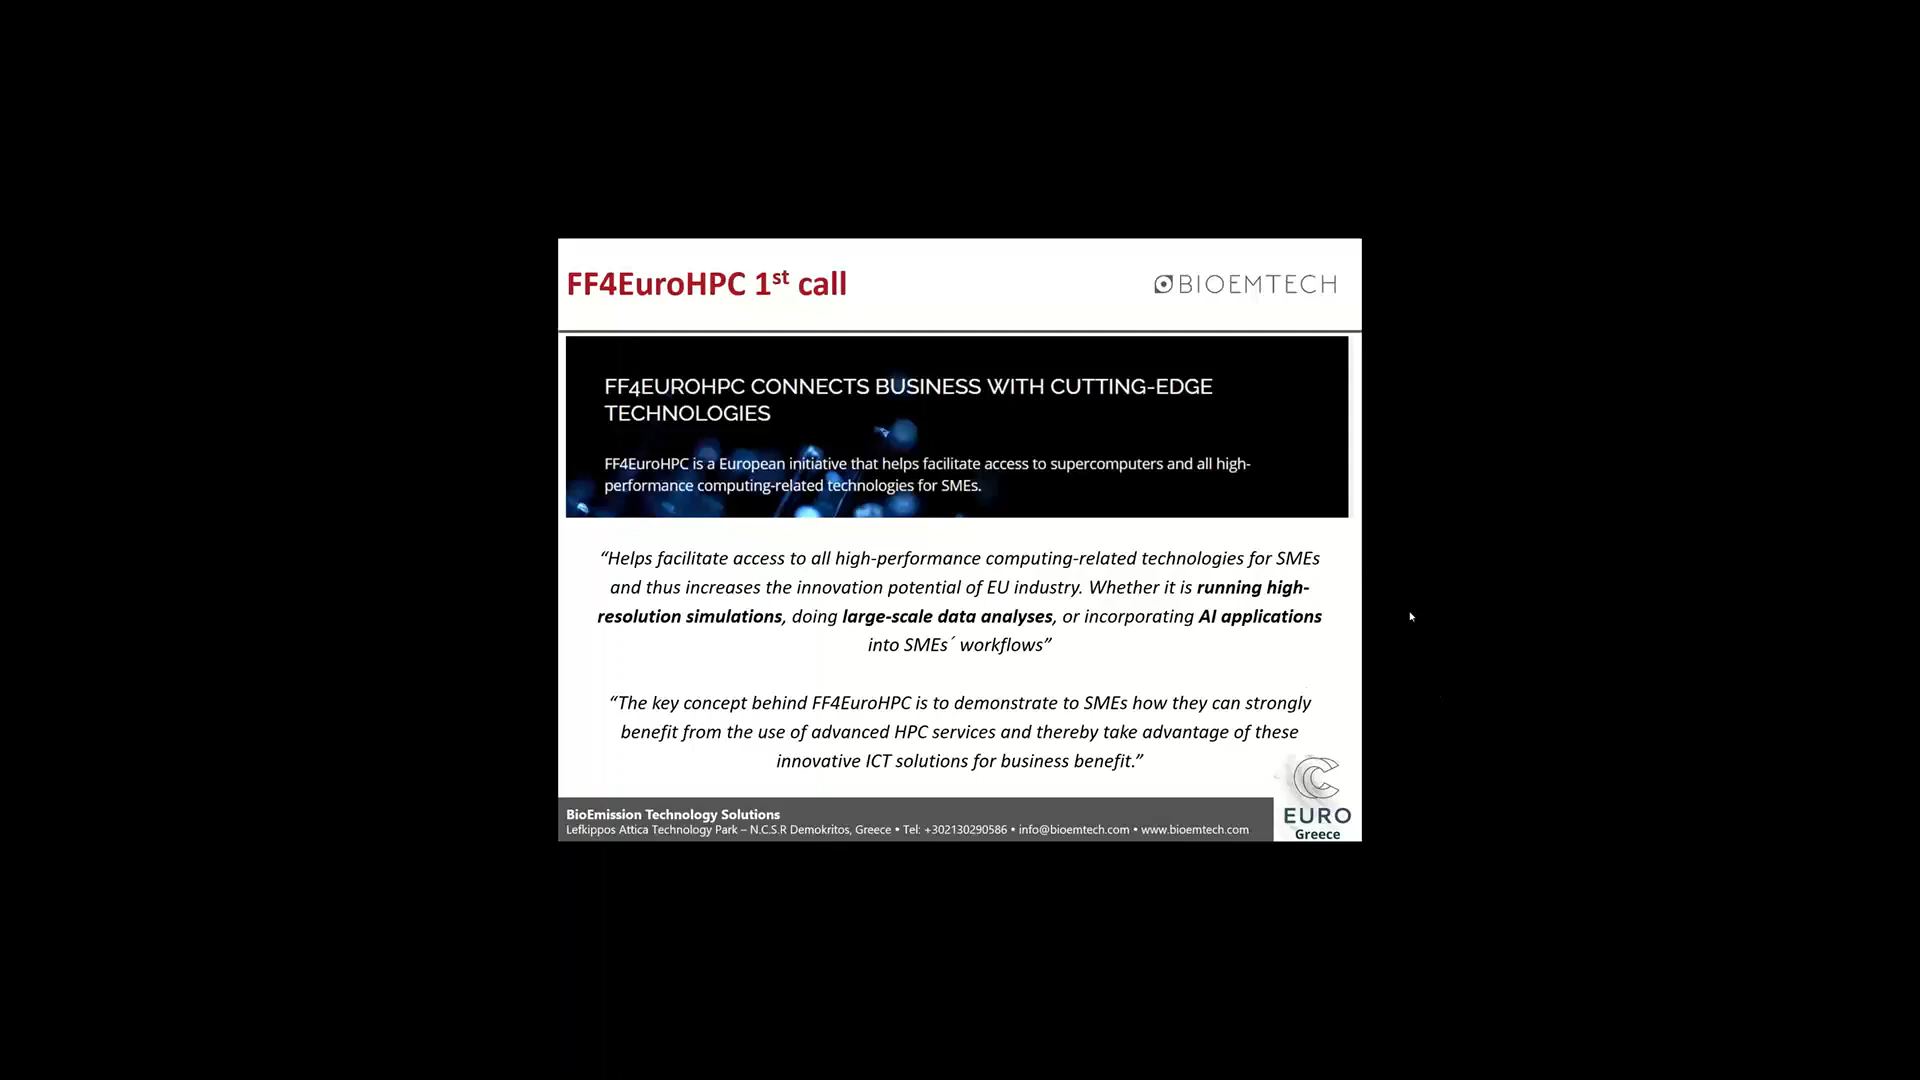 FF4EuroHPC 1st call
BIOEMTECH
FF4EUROHPC CONNECTS BUSINESS WITH CUTTING-EDGE
TECHNOLOGIES
FF4EuroHPC is a European initiative that helps facilitate access to supercomputers and all high-
performance computing-related technologies for SMEs.
“Helps facilitate access to all high-performance computing-related technologies for SMEs
and thus increases the innovation potential of EU industry. Whether it is running high-
resolution simulations, doing large-scale data analyses, or incorporating AI applications
into SMEs´ workflows”
“The key concept behind FF4EuroHPC is to demonstrate to SMEs how they can strongly
benefit from the use of advanced HPC services and thereby take advantage of these
innovative ICT solutions for business benefit.”
BioEmission Technology Solutions
Lefkippos Attica Technology Park – N.C.S.R Demokritos, Greece • Tel: +302130290586 • info@bioemtech.com • www.bioemtech.com
EURO
Greece